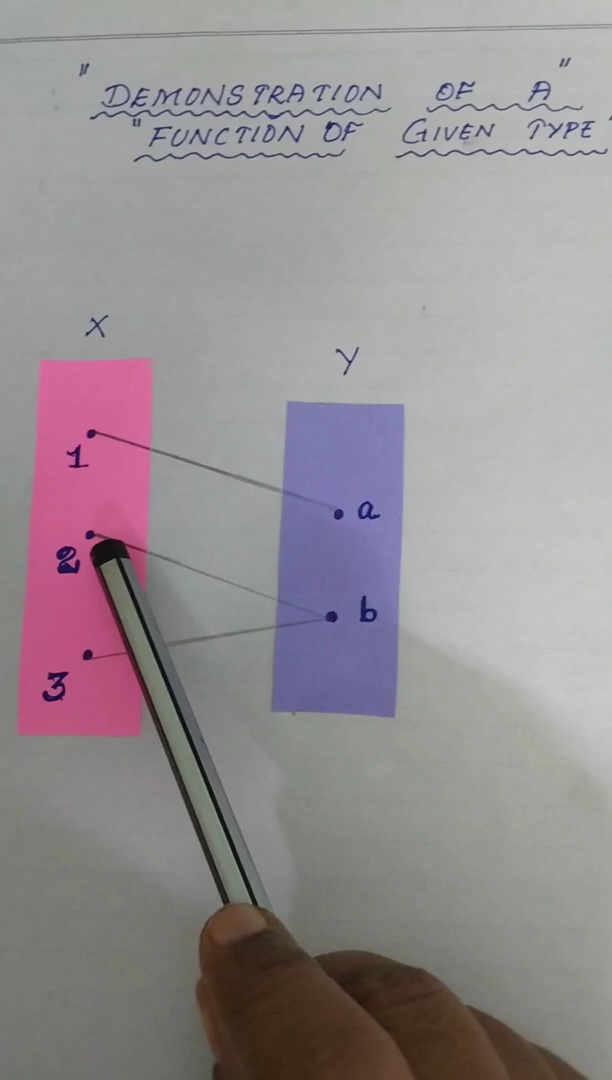 " DEMONSTRATION OF A "
"FUNCTION OF GIVEN TYPE"
X
Y
1
a
2
b
3